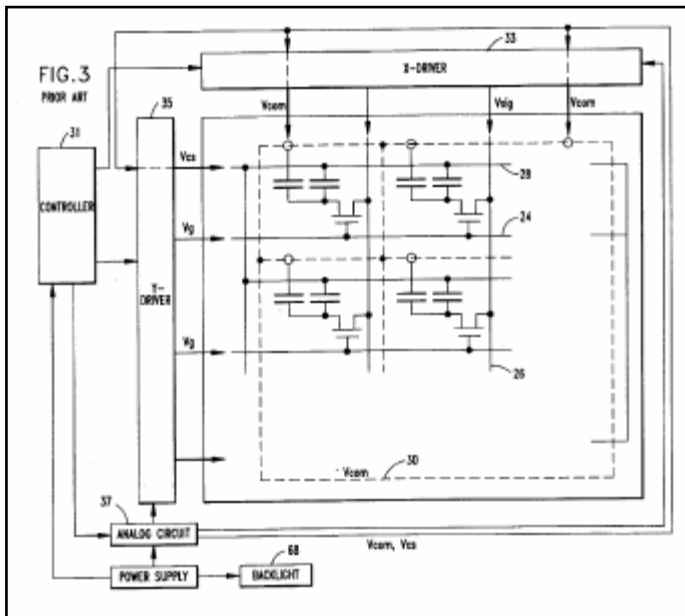 33
X-DRIVER
FIG.3
PRIOR ART
35
Vcom
Vsig
Vcom
31
Vcs
28
CONTROLLER
24
Vg
Y-DRIVER
Vg
26
Vcom
30
37
ANALOG CIRCUIT
Vcom, Vcs
68
POWER SUPPLY
BACKLIGHT